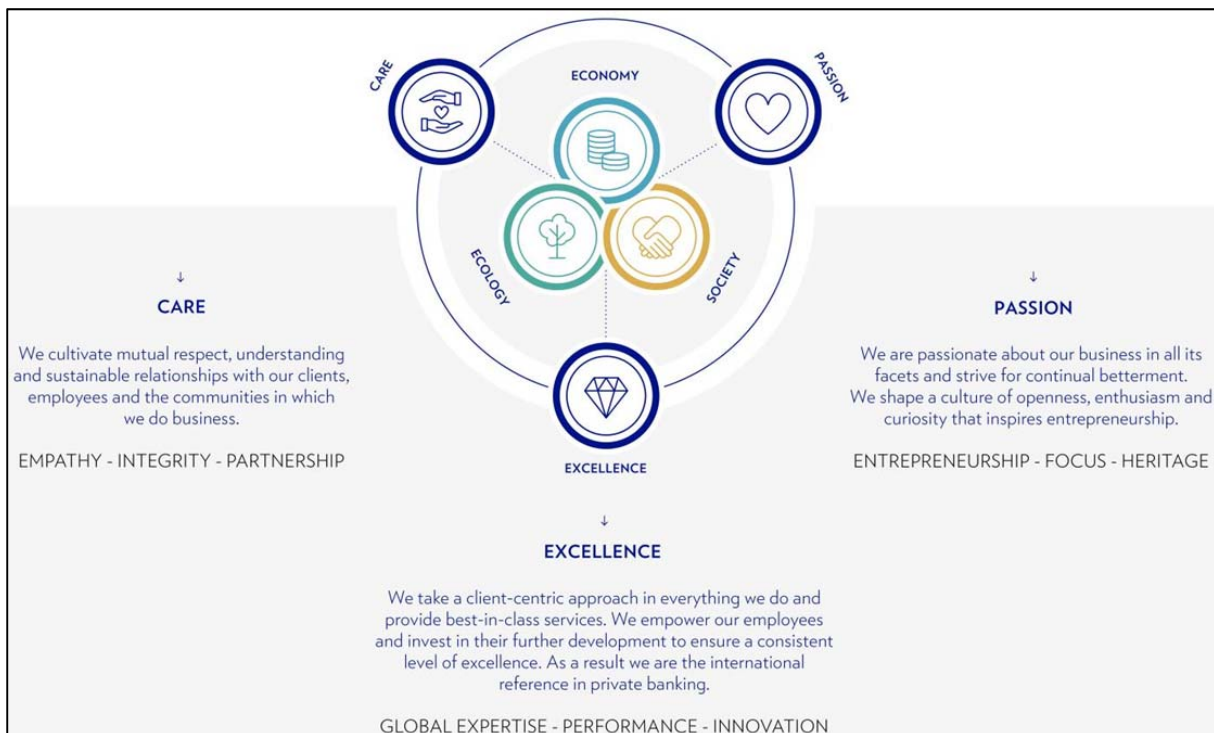 CARE
ECONOMY
PASSION
ECOLOGY
SOCIETY
EXCELLENCE
↓
CARE
We cultivate mutual respect, understanding
and sustainable relationships with our clients,
employees and the communities in which
we do business.
EMPATHY - INTEGRITY - PARTNERSHIP
↓
PASSION
We are passionate about our business in all its
facets and strive for continual betterment.
We shape a culture of openness, enthusiasm and
curiosity that inspires entrepreneurship.
ENTREPRENEURSHIP - FOCUS - HERITAGE
↓
EXCELLENCE
We take a client-centric approach in everything we do and
provide best-in-class services. We empower our employees
and invest in their further development to ensure a consistent
level of excellence. As a result we are the international
reference in private banking.
GLOBAL EXPERTISE - PERFORMANCE - INNOVATION